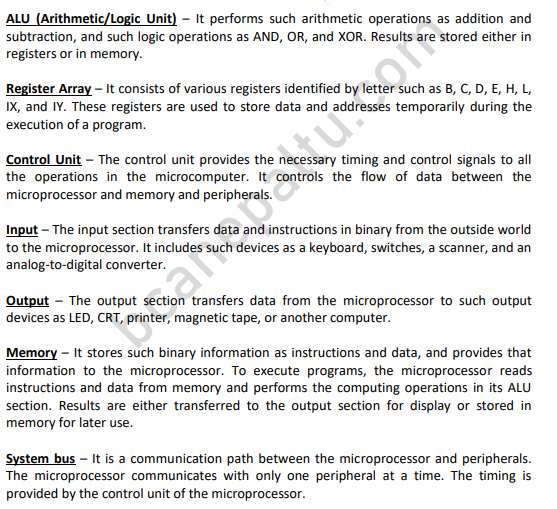 ALU (Arithmetic/Logic Unit) – It performs such arithmetic operations as addition and
subtraction, and such logic operations as AND, OR, and XOR. Results are stored either in
registers or in memory.
Register Array – It consists of various registers identified by letter such as B, C, D, E, H, L,
IX, and IY. These registers are used to store data and addresses temporarily during the
execution of a program.
Control Unit – The control unit provides the necessary timing and control signals to all
the operations in the microcomputer. It controls the flow of data between the
microprocessor and memory and peripherals.
Input – The input section transfers data and instructions in binary from the outside world
to the microprocessor. It includes such devices as a keyboard, switches, a scanner, and an
analog-to-digital converter.
Output – The output section transfers data from the microprocessor to such output
devices as LED, CRT, printer, magnetic tape, or another computer.
Memory – It stores such binary information as instructions and data, and provides that
information to the microprocessor. To execute programs, the microprocessor reads
instructions and data from memory and performs the computing operations in its ALU
section. Results are either transferred to the output section for display or stored in
memory for later use.
System bus – It is a communication path between the microprocessor and peripherals.
The microprocessor communicates with only one peripheral at a time. The timing is
provided by the control unit of the microprocessor.
bcanepaltu.com